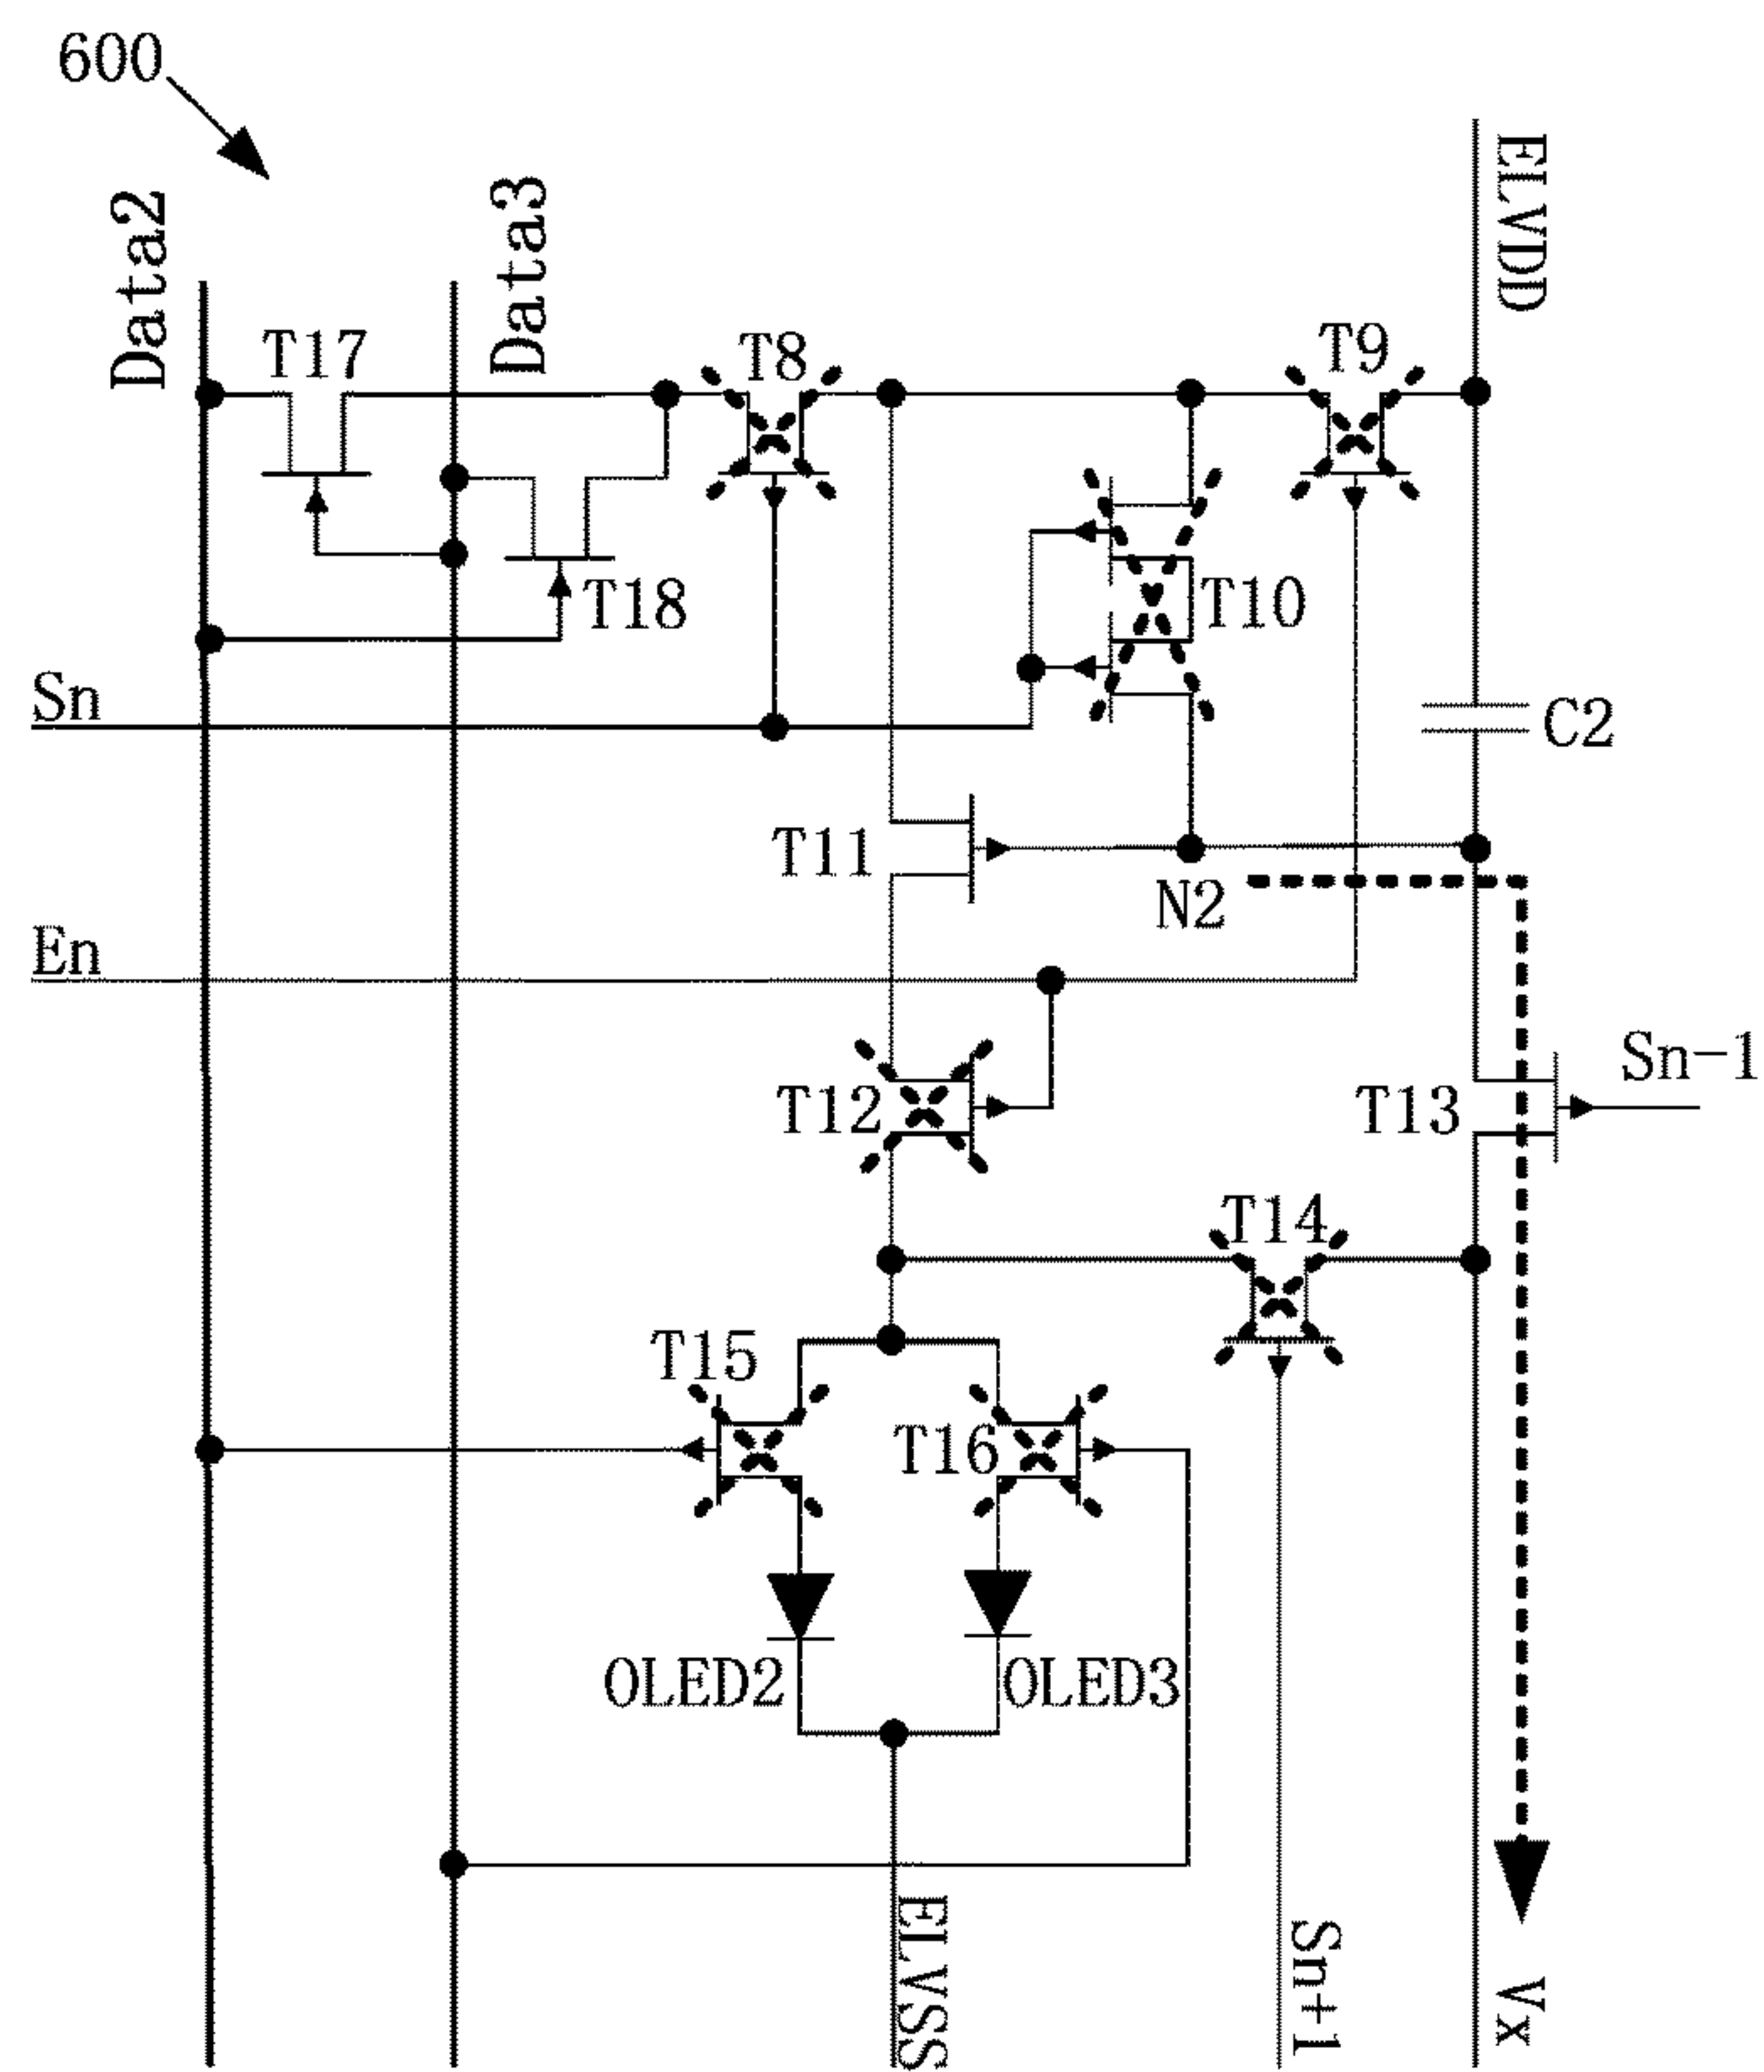 600
ELVDD
Data2
Data3
T17
T8
T9
T18
T10
Sn
C2
T11
N2
En
Sn-1
T12
T13
T14
T15
T16
OLED2
OLED3
ELVSS
Sn+1
Vx